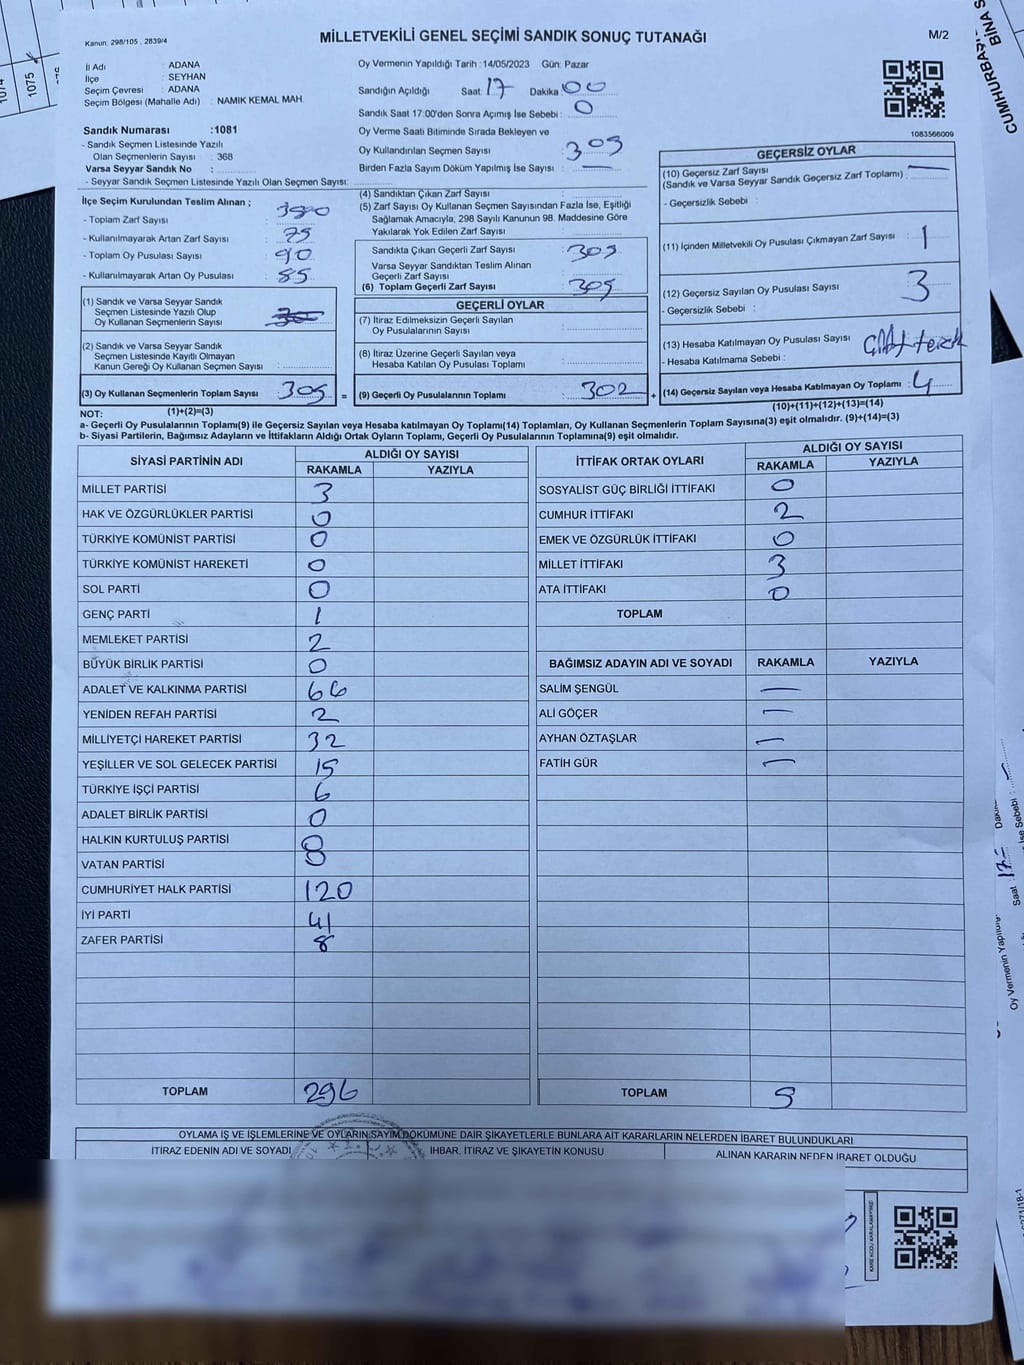 MİLLETVEKİLİ GENEL SEÇİMİ SANDIK SONUÇ TUTANAĞI
M/2
Kanun: 298/105 , 2839/4
İl Adı : ADANA
İlçe : SEYHAN
Seçim Çevresi : ADANA
Seçim Bölgesi (Mahalle Adı) : NAMIK KEMAL MAH.
Sandık Numarası :1081
- Sandık Seçmen Listesinde Yazılı
Olan Seçmenlerin Sayısı : 368
Varsa Seyyar Sandık No :
- Seyyar Sandık Seçmen Listesinde Yazılı Olan Seçmen Sayısı:
Oy Vermenin Yapıldığı Tarih :14/05/2023 Gün: Pazar
Sandığın Açıldığı Saat: 17 Dakika: 00
Sandık Saat 17:00'den Sonra Açımış İse Sebebi : 0
Oy Verme Saati Bitiminde Sırada Bekleyen ve
Oy Kullandırılan Seçmen Sayısı : 305
Birden Fazla Sayım Döküm Yapılmış İse Sayısı : —
1083566009
İlçe Seçim Kurulundan Teslim Alınan ;
- Toplam Zarf Sayısı : 380
- Kullanılmayarak Artan Zarf Sayısı : 75
- Toplam Oy Pusulası Sayısı : 90
- Kullanılmayarak Artan Oy Pusulası : 85
(1) Sandık ve Varsa Seyyar Sandık
Seçmen Listesinde Yazılı Olup
Oy Kullanan Seçmenlerin Sayısı :
(2) Sandık ve Varsa Seyyar Sandık
Seçmen Listesinde Kayıtlı Olmayan
Kanun Gereği Oy Kullanan Seçmen Sayısı :
(3) Oy Kullanan Seçmenlerin Toplam Sayısı : 305
=
(4) Sandıktan Çıkan Zarf Sayısı :
(5) Zarf Sayısı Oy Kullanan Seçmen Sayısından Fazla İse, Eşitliği
Sağlamak Amacıyla; 298 Sayılı Kanunun 98. Maddesine Göre
Yakılarak Yok Edilen Zarf Sayısı :
Sandıkta Çıkan Geçerli Zarf Sayısı : 305
Varsa Seyyar Sandıktan Teslim Alınan
Geçerli Zarf Sayısı :
(6) Toplam Geçerli Zarf Sayısı : 305
GEÇERLİ OYLAR
(7) İtiraz Edilmeksizin Geçerli Sayılan
Oy Pusulalarının Sayısı :
(8) İtiraz Üzerine Geçerli Sayılan veya
Hesaba Katılan Oy Pusulası Toplamı :
(9) Geçerli Oy Pusulalarının Toplamı : 302
+
GEÇERSİZ OYLAR
(10) Geçersiz Zarf Sayısı
(Sandık ve Varsa Seyyar Sandık Geçersiz Zarf Toplamı) : —
- Geçersizlik Sebebi :
(11) İçinden Milletvekili Oy Pusulası Çıkmayan Zarf Sayısı : 1
(12) Geçersiz Sayılan Oy Pusulası Sayısı : 3
- Geçersizlik Sebebi :
(13) Hesaba Katılmayan Oy Pusulası Sayısı :
- Hesaba Katılmama Sebebi :
(14) Geçersiz Sayılan veya Hesaba Katılmayan Oy Toplamı : 4
NOT: (1)+(2)=(3)
(10)+(11)+(12)+(13)=(14)
a- Geçerli Oy Pusulalarının Toplamı(9) ile Geçersiz Sayılan veya Hesaba katılmayan Oy Toplamı(14) Toplamları, Oy Kullanan Seçmenlerin Toplam Sayısına(3) eşit olmalıdır. (9)+(14)=(3)
b- Siyasi Partilerin, Bağımsız Adayların ve İttifakların Aldığı Ortak Oyların Toplamı, Geçerli Oy Pusulalarının Toplamına(9) eşit olmalıdır.
SİYASİ PARTİNİN ADI ALDIĞI OY SAYISI
RAKAMLA YAZIYLA
MİLLET PARTİSİ 3
HAK VE ÖZGÜRLÜKLER PARTİSİ 0
TÜRKİYE KOMÜNİST PARTİSİ 0
TÜRKİYE KOMÜNİST HAREKETİ 0
SOL PARTİ 0
GENÇ PARTİ 1
MEMLEKET PARTİSİ 2
BÜYÜK BİRLİK PARTİSİ 0
ADALET VE KALKINMA PARTİSİ 66
YENİDEN REFAH PARTİSİ 2
MİLLİYETÇİ HAREKET PARTİSİ 32
YEŞİLLER VE SOL GELECEK PARTİSİ 15
TÜRKİYE İŞÇİ PARTİSİ 6
ADALET BİRLİK PARTİSİ 0
HALKIN KURTULUŞ PARTİSİ 0
VATAN PARTİSİ 0
CUMHURİYET HALK PARTİSİ 120
İYİ PARTİ 41
ZAFER PARTİSİ 8
TOPLAM 296
İTTİFAK ORTAK OYLARI ALDIĞI OY SAYISI
RAKAMLA YAZIYLA
SOSYALİST GÜÇ BİRLİĞİ İTTİFAKI 0
CUMHUR İTTİFAKI 2
EMEK VE ÖZGÜRLÜK İTTİFAKI 0
MİLLET İTTİFAKI 3
ATA İTTİFAKI 0
TOPLAM
BAĞIMSIZ ADAYIN ADI VE SOYADI RAKAMLA YAZIYLA
SALİM ŞENGÜL —
ALİ GÖÇER —
AYHAN ÖZTAŞLAR —
FATİH GÜR —
TOPLAM 5
OYLAMA İŞ VE İŞLEMLERİNE VE OYLARIN SAYIM DÖKÜMÜNE DAİR ŞİKAYETLERLE BUNLARA AİT KARARLARIN NELERDEN İBARET BULUNDUKLARI
İTİRAZ EDENİN ADI VE SOYADI İHBAR, İTİRAZ VE ŞİKAYETİN KONUSU ALINAN KARARIN NEDEN İBARET OLDUĞU
1075
CUMHURBAŞ
BİNA S
Oy Vermenin Yapıldığ
Saat : 17 Dakik